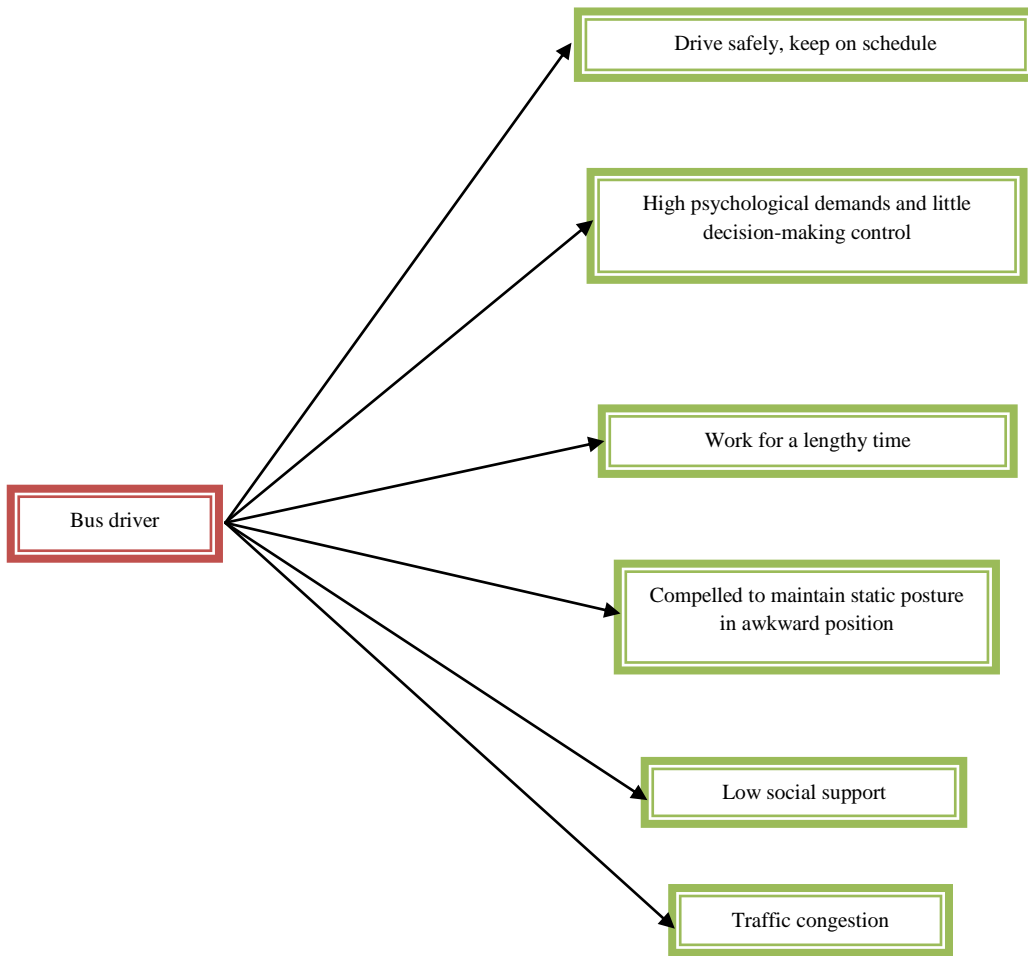 Drive safely, keep on schedule
High psychological demands and little
decision-making control
Work for a lengthy time
Bus driver
Compelled to maintain static posture
in awkward position
Low social support
Traffic congestion